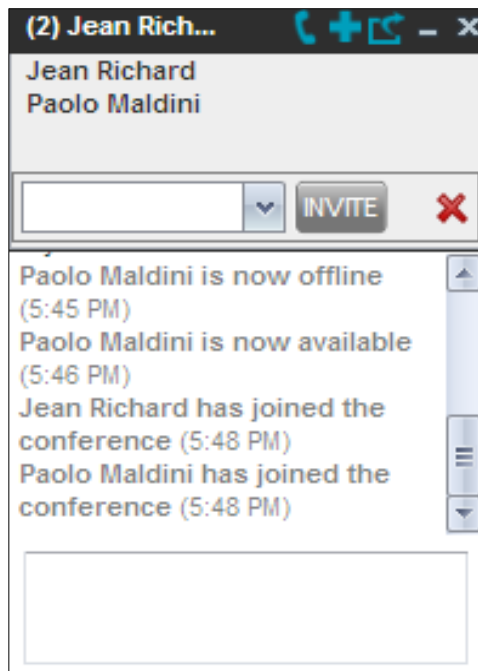 (2) Jean Rich...
Jean Richard
Paolo Maldini
INVITE
Paolo Maldini is now offline
(5:45 PM)
Paolo Maldini is now available
(5:46 PM)
Jean Richard has joined the
conference (5:48 PM)
Paolo Maldini has joined the
conference (5:48 PM)